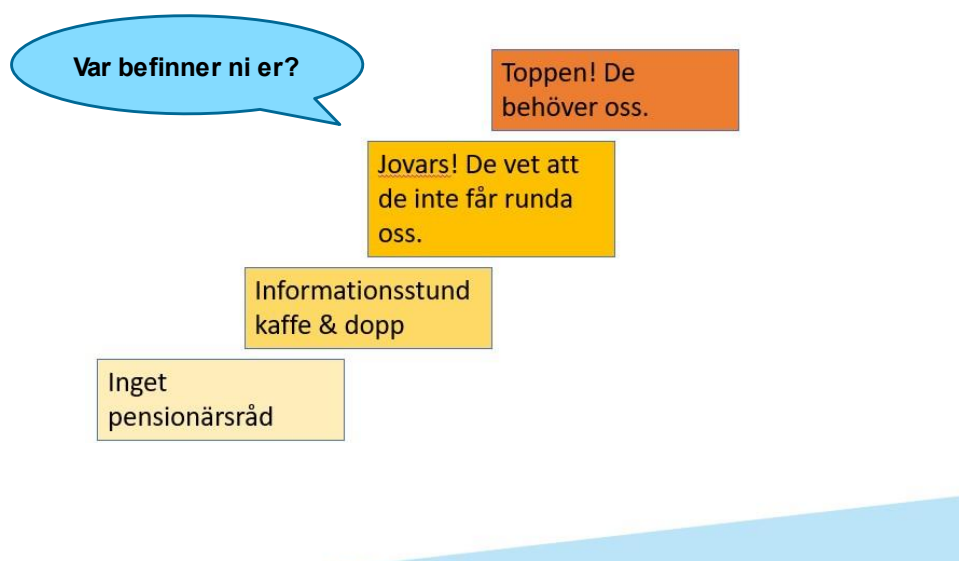 Var befinner ni er?
Toppen! De
behöver oss.
Jovars! De vet att
de inte får runda
oss.
Informationsstund
kaffe & dopp
Inget
pensionärsråd